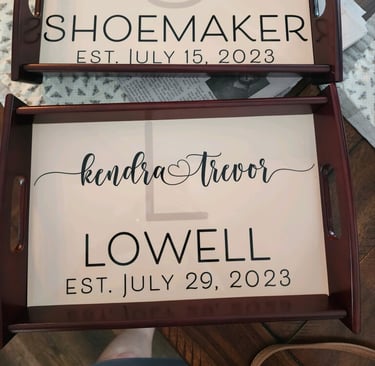 SHOEMAKER
EST. JULY 15, 2023
L
kendra trevor
LOWELL
EST. JULY 29, 2023